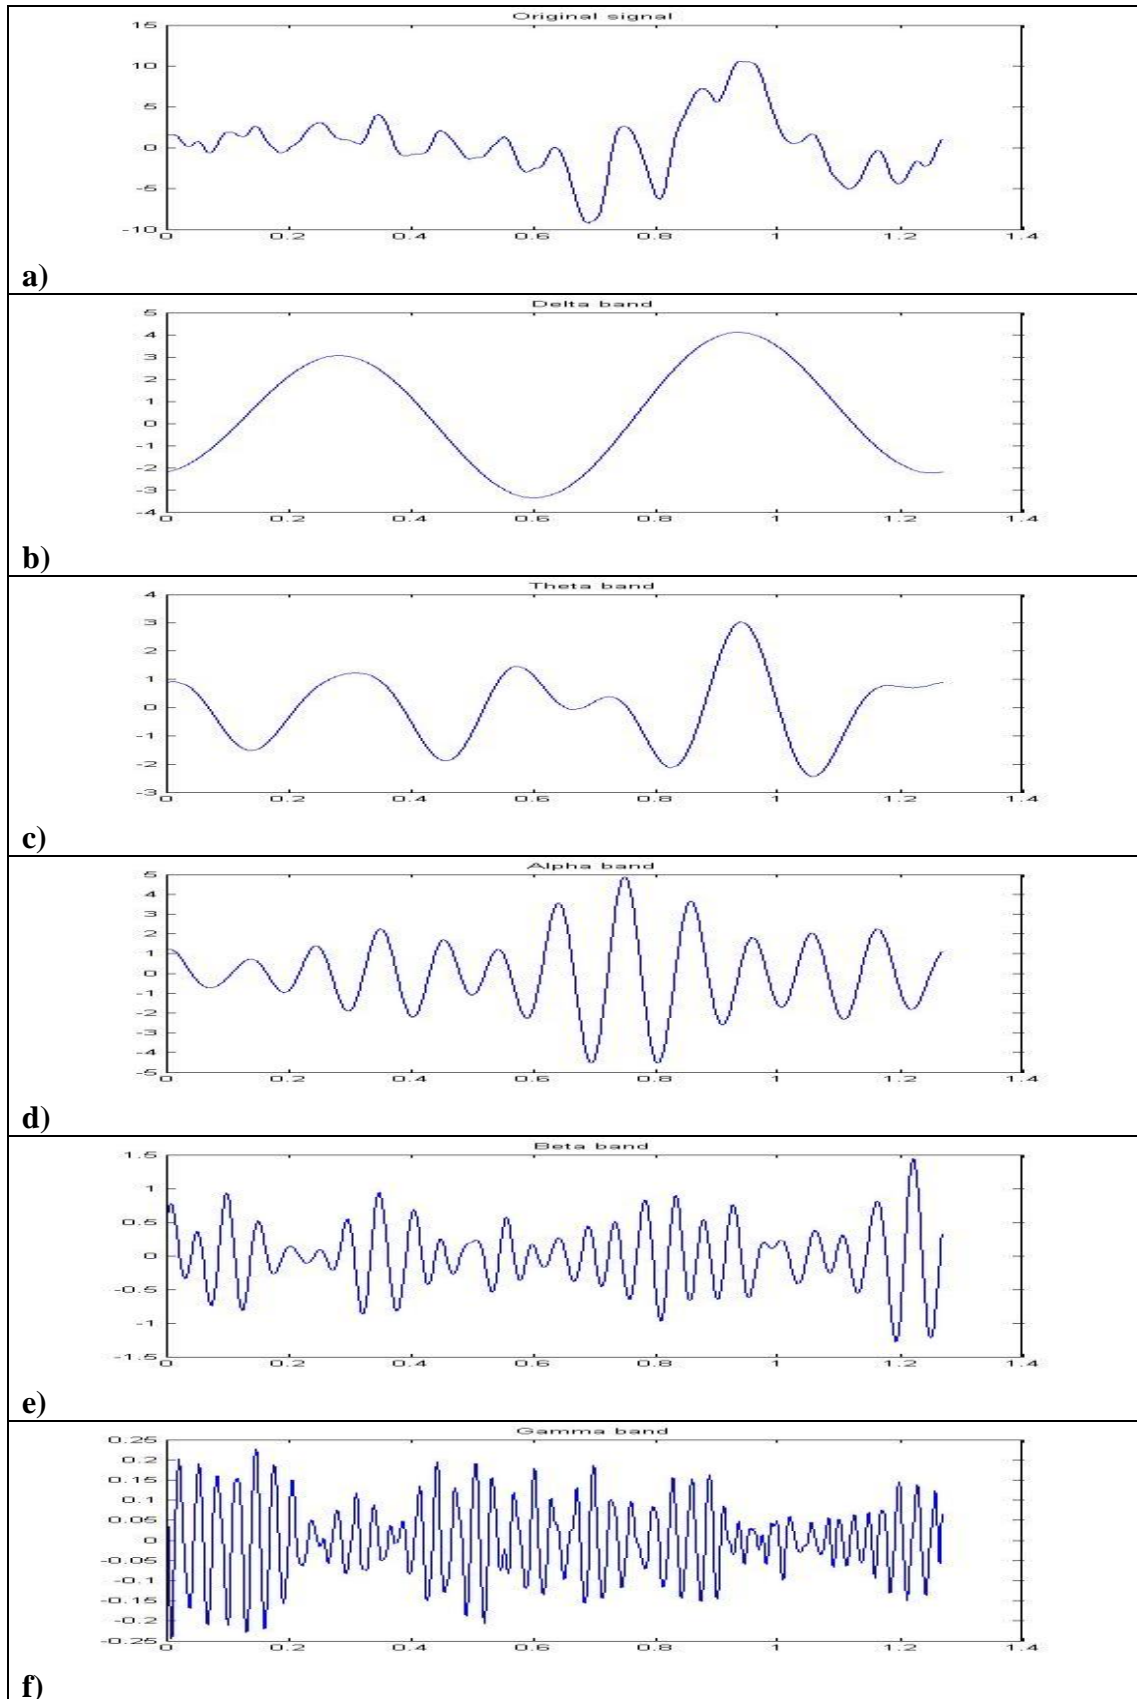 Original signal
15
10
5
0
-5
-10
0 0.2 0.4 0.6 0.8 1 1.2 1.4
a)
Delta band
5
4
3
2
1
0
-1
-2
-3
-4
0 0.2 0.4 0.6 0.8 1 1.2 1.4
b)
Theta band
4
3
2
1
0
-1
-2
-3
0 0.2 0.4 0.6 0.8 1 1.2 1.4
c)
Alpha band
5
4
3
2
1
0
-1
-2
-3
-4
-5
0 0.2 0.4 0.6 0.8 1 1.2 1.4
d)
Beta band
1.5
1
0.5
0
-0.5
-1
-1.5
0 0.2 0.4 0.6 0.8 1 1.2 1.4
e)
Gamma band
0.25
0.2
0.15
0.1
0.05
0
-0.05
-0.1
-0.15
-0.2
-0.25
0 0.2 0.4 0.6 0.8 1 1.2 1.4
f)